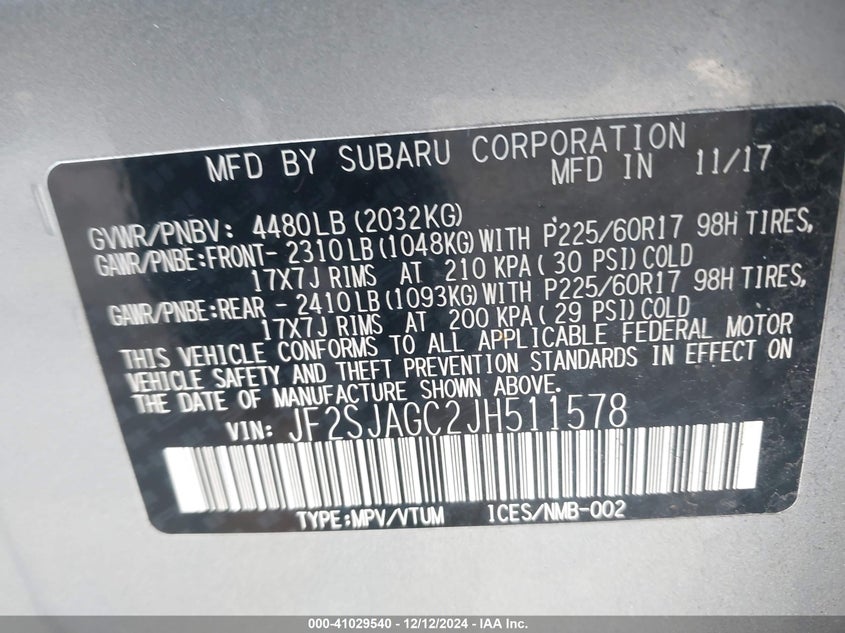 MFD BY SUBARU CORPORATION
MFD IN 11/17
GVWR/PNBV: 4480LB (2032KG)
GAWR/PNBE:FRONT- 2310LB (1048KG) WITH P225/60R17 98H TIRES,
17X7J RIMS AT 210 KPA ( 30 PSI) COLD
GAWR/PNBE:REAR - 2410LB (1093KG) WITH P225/60R17 98H TIRES,
17X7J RIMS AT 200 KPA ( 29 PSI) COLD
THIS VEHICLE CONFORMS TO ALL APPLICABLE FEDERAL MOTOR
VEHICLE SAFETY AND THEFT PREVENTION STANDARDS IN EFFECT ON
THE DATE OF MANUFACTURE SHOWN ABOVE.
VIN: JF2SJAGC2JH511578
TYPE:MPV/VTUM ICES/NMB-002
000-41029540 - 12/12/2024 - IAA Inc.